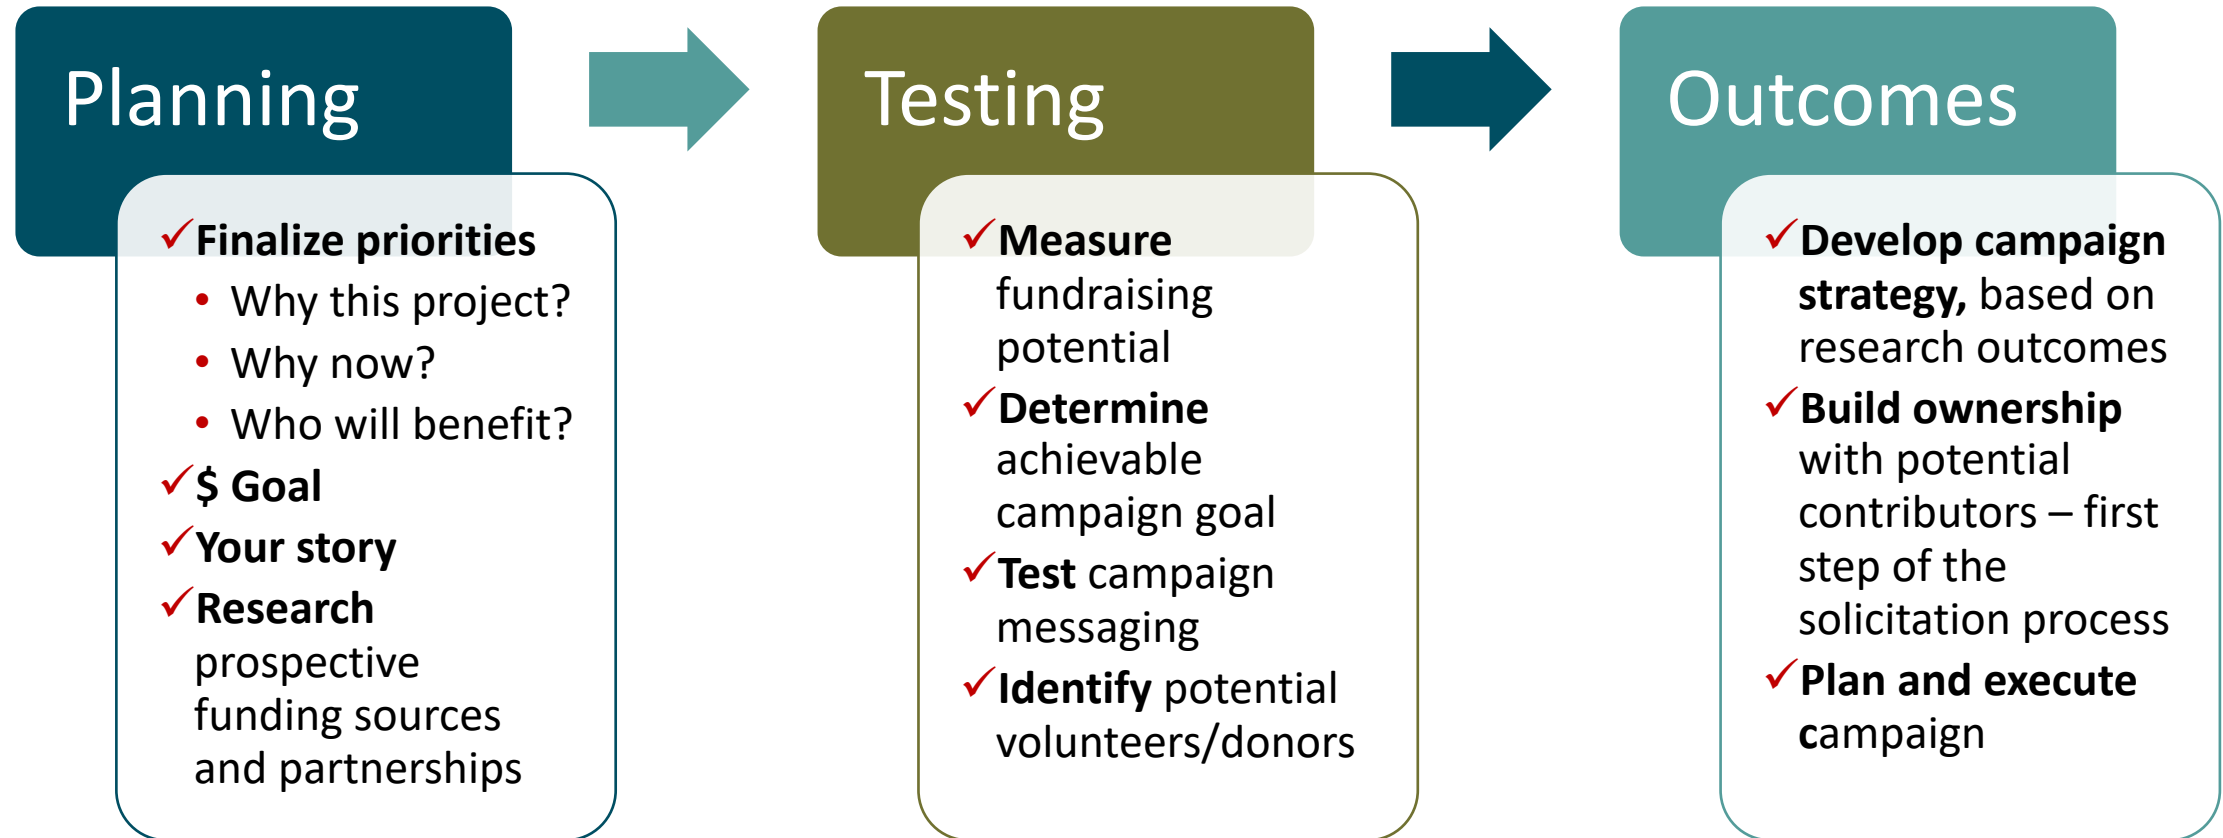 Planning
✓Finalize priorities
• Why this project?
• Why now?
• Who will benefit?
✓$ Goal
✓Your story
✓Research
prospective
funding sources
and partnerships
Testing
✓Measure
fundraising
potential
✓Determine
achievable
campaign goal
✓Test campaign
messaging
✓Identify potential
volunteers/donors
Outcomes
✓Develop campaign
strategy, based on
research outcomes
✓Build ownership
with potential
contributors – first
step of the
solicitation process
✓Plan and execute
campaign